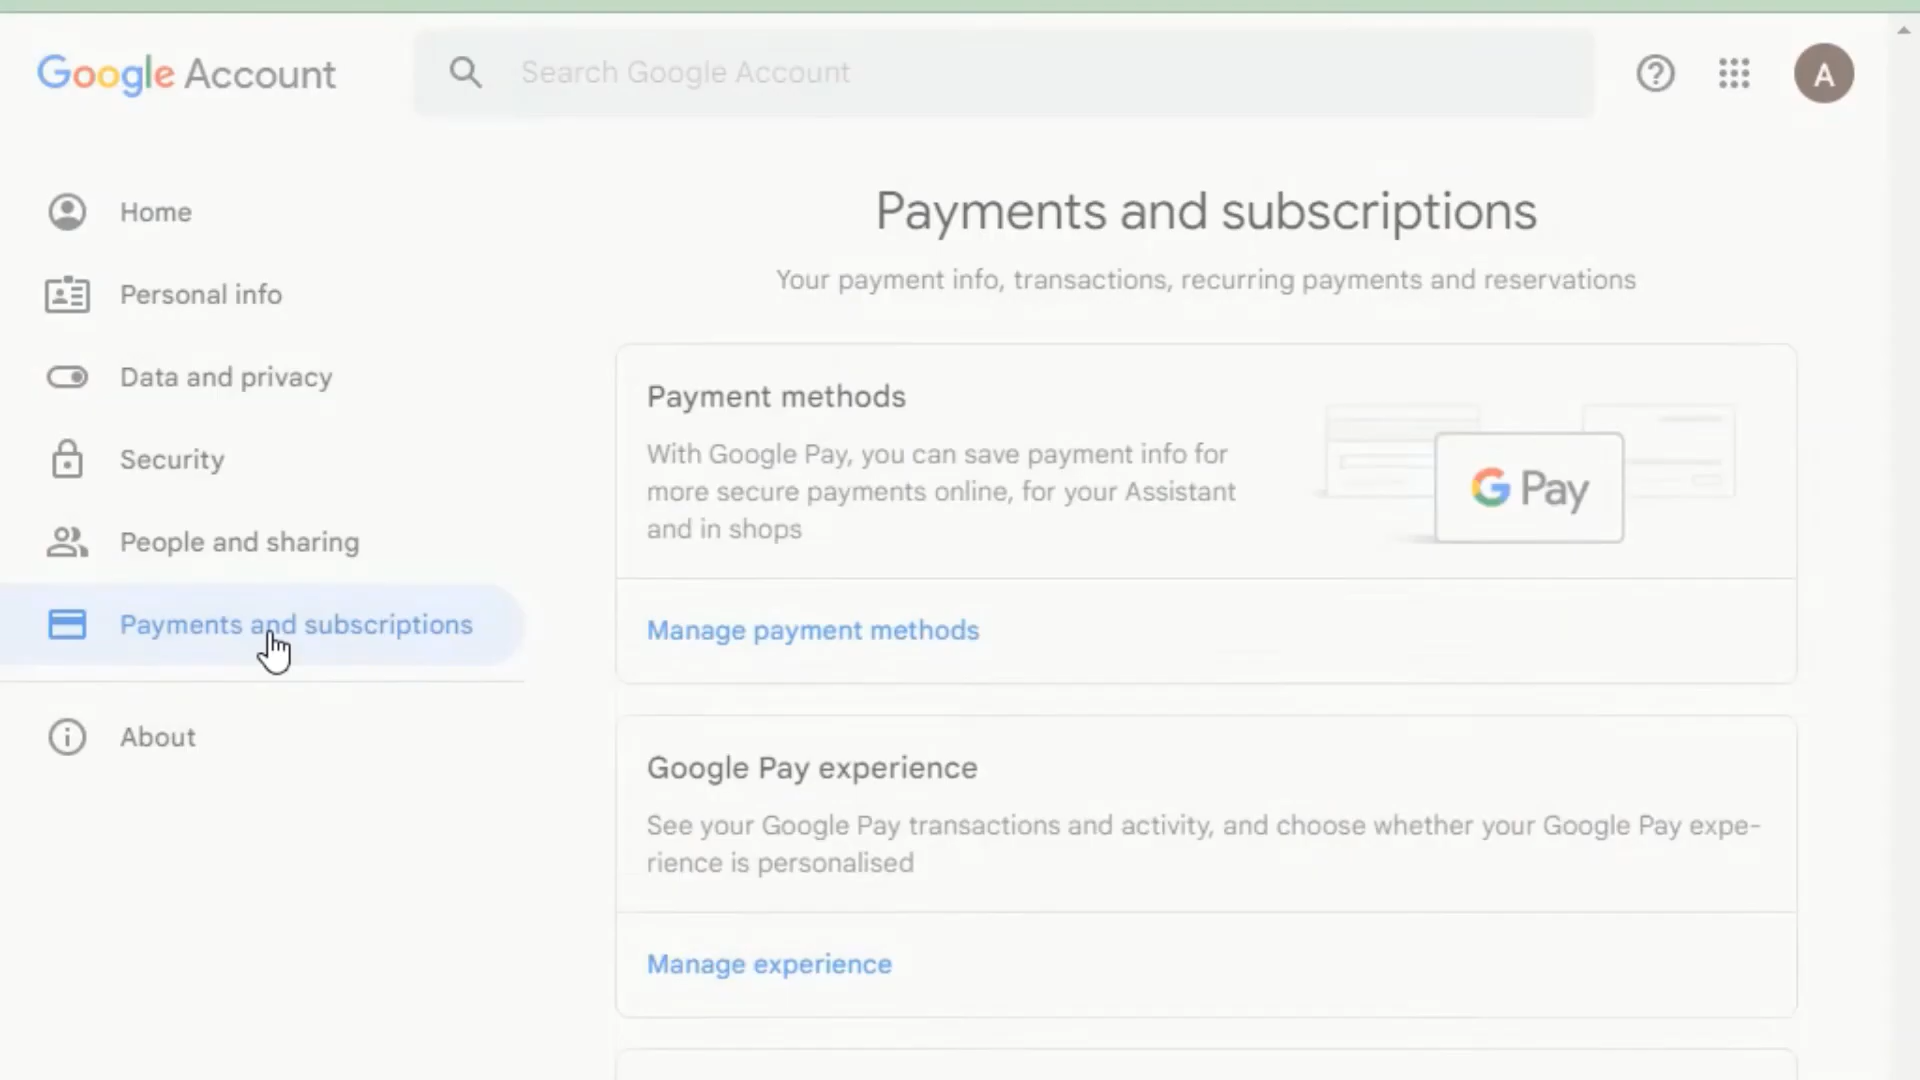 Google Account
Search Google Account
A
Home
Personal info
Data and privacy
Security
People and sharing
Payments and subscriptions
About
Payments and subscriptions
Your payment info, transactions, recurring payments and reservations
Payment methods
With Google Pay, you can save payment info for
more secure payments online, for your Assistant
and in shops
G Pay
Manage payment methods
Google Pay experience
See your Google Pay transactions and activity, and choose whether your Google Pay expe-
rience is personalised
Manage experience